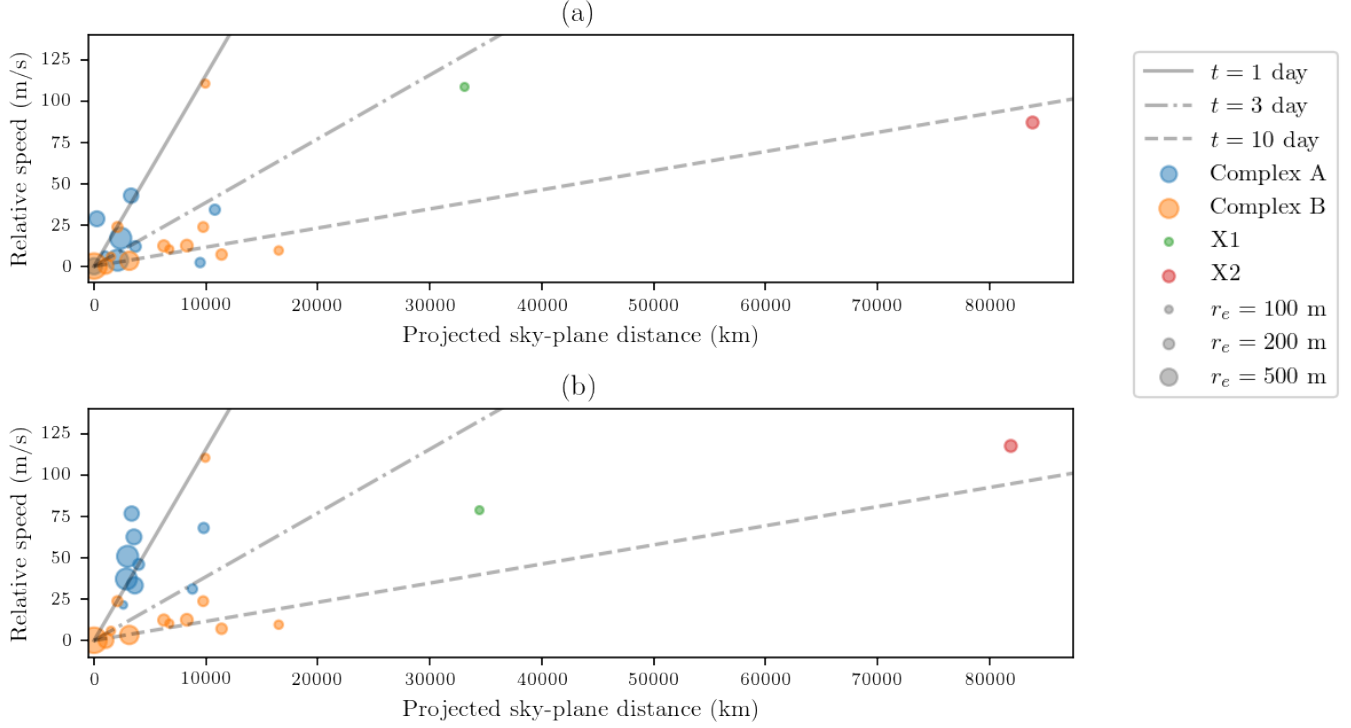 (a)
Relative speed (m/s)
125
100
75
50
25
0
0 10000 20000 30000 40000 50000 60000 70000 80000
Projected sky-plane distance (km)
t = 1 day
t = 3 day
t = 10 day
Complex A
Complex B
X1
X2
rₑ = 100 m
rₑ = 200 m
rₑ = 500 m
(b)
Relative speed (m/s)
125
100
75
50
25
0
0 10000 20000 30000 40000 50000 60000 70000 80000
Projected sky-plane distance (km)